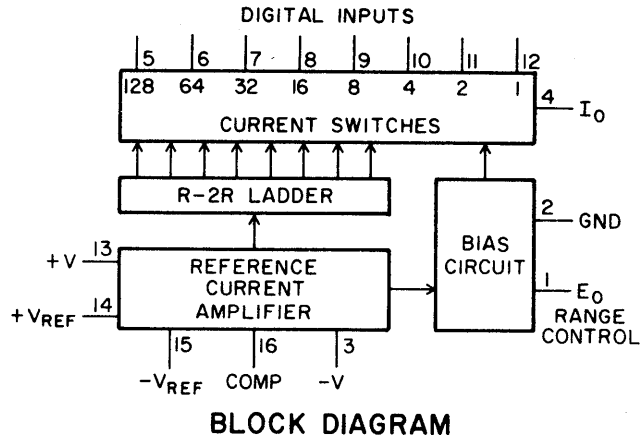 DIGITAL INPUTS
5 6 7 8 9 10 11 12
128 64 32 16 8 4 2 1
CURRENT SWITCHES
4 I₀
R-2R LADDER
BIAS CIRCUIT
2 GND
1 E₀
RANGE CONTROL
13 +V
14 +VREF
REFERENCE CURRENT AMPLIFIER
15 16 3
-VREF COMP -V
BLOCK DIAGRAM